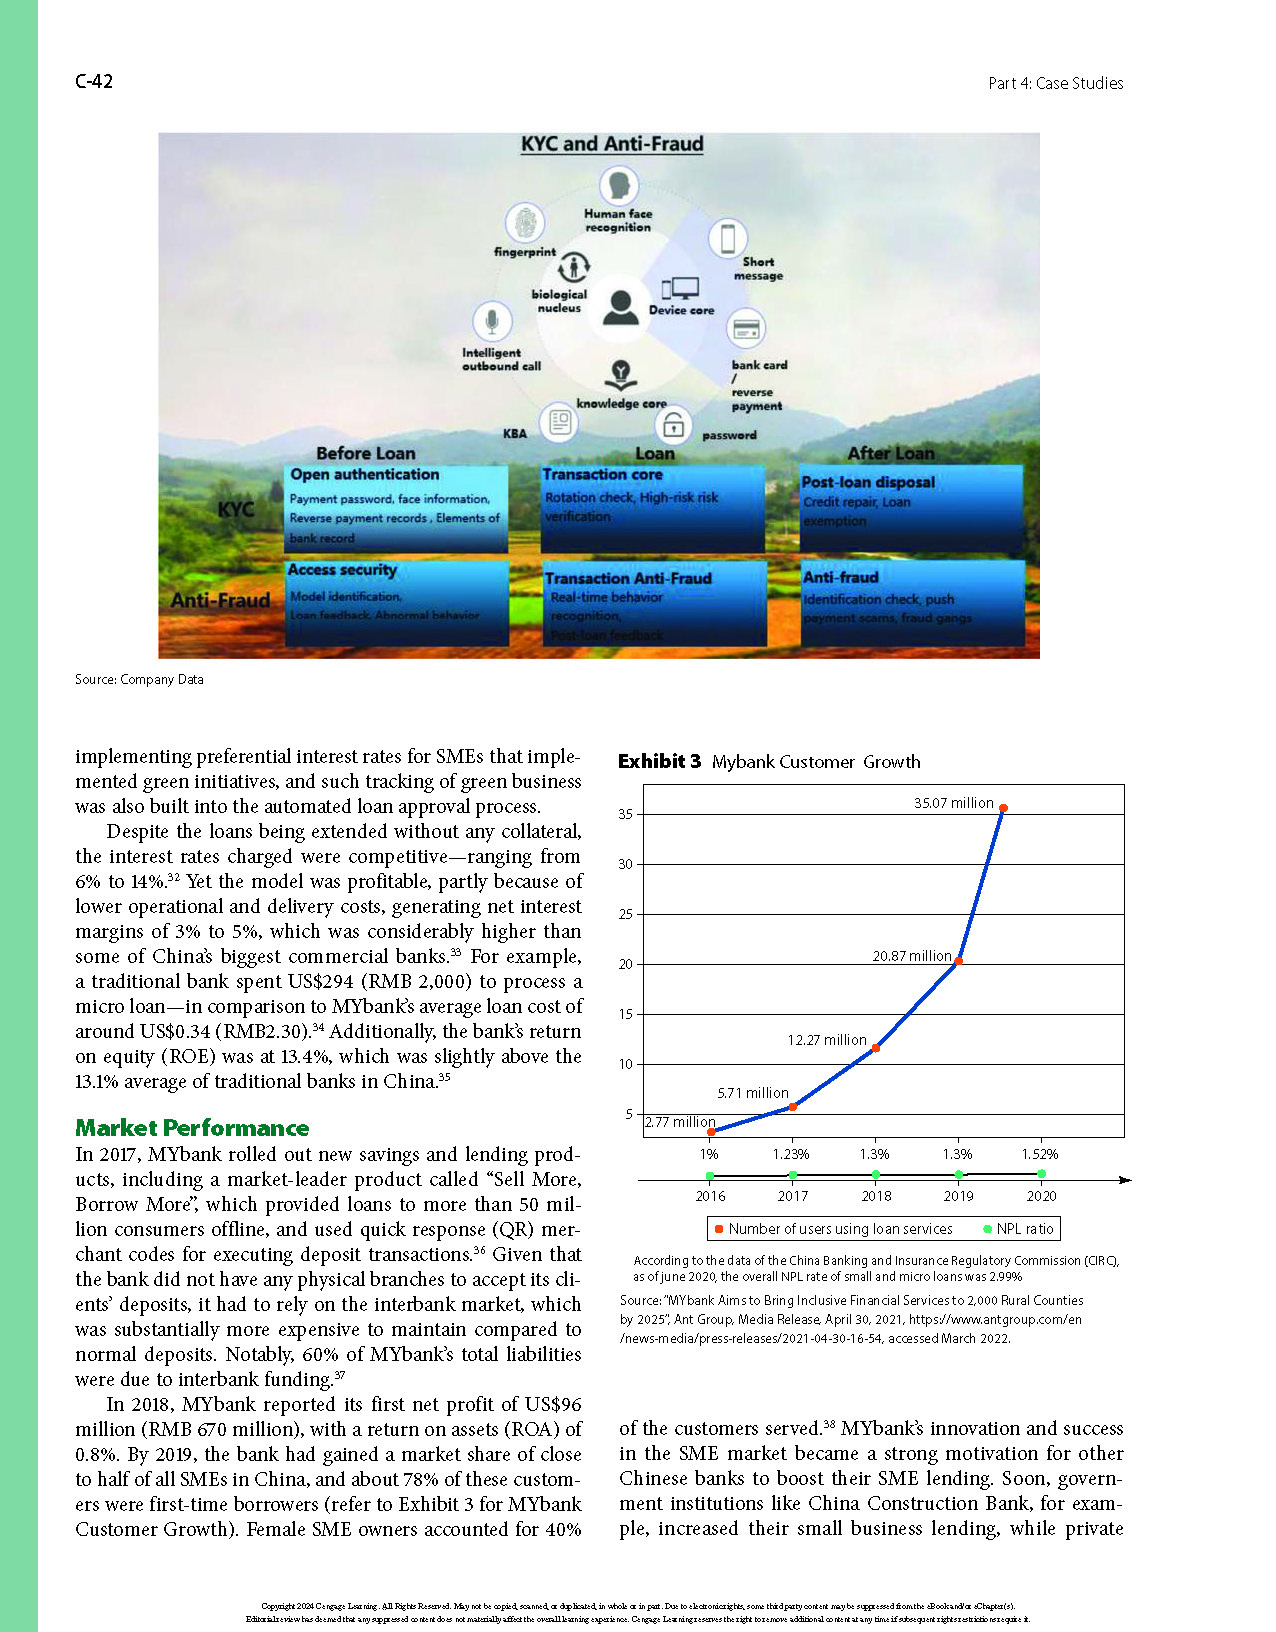 C-42
Part 4: Case Studies
KYC and Anti-Fraud
Human face
recognition
fingerprint
Short
message
biological
nucleus
Device core
Intelligent
outbound call
bank card
/
reverse
payment
knowledge core
KBA
password
Before Loan
Loan
After Loan
KYC
Open authentication
Payment password, face information,
Reverse payment records , Elements of
bank record
Transaction core
Rotation check, High-risk risk
verification
Post-loan disposal
Credit repair, Loan
exemption
Anti-Fraud
Access security
Model identification,
Loan feedback, Abnormal behavior
Transaction Anti-Fraud
Real-time behavior
recognition,
Post-loan feedback
Anti-fraud
Identification check, push
payment scams, fraud gangs
Source: Company Data
implementing preferential interest rates for SMEs that imple-
mented green initiatives, and such tracking of green business
was also built into the automated loan approval process.
Despite the loans being extended without any collateral,
the interest rates charged were competitive—ranging from
6% to 14%.32 Yet the model was profitable, partly because of
lower operational and delivery costs, generating net interest
margins of 3% to 5%, which was considerably higher than
some of China’s biggest commercial banks.33 For example,
a traditional bank spent US$294 (RMB 2,000) to process a
micro loan—in comparison to MYbank’s average loan cost of
around US$0.34 (RMB2.30).34 Additionally, the bank’s return
on equity (ROE) was at 13.4%, which was slightly above the
13.1% average of traditional banks in China.35
Market Performance
In 2017, MYbank rolled out new savings and lending prod-
ucts, including a market-leader product called “Sell More,
Borrow More”, which provided loans to more than 50 mil-
lion consumers offline, and used quick response (QR) mer-
chant codes for executing deposit transactions.36 Given that
the bank did not have any physical branches to accept its cli-
ents’ deposits, it had to rely on the interbank market, which
was substantially more expensive to maintain compared to
normal deposits. Notably, 60% of MYbank’s total liabilities
were due to interbank funding.37
In 2018, MYbank reported its first net profit of US$96
million (RMB 670 million), with a return on assets (ROA) of
0.8%. By 2019, the bank had gained a market share of close
to half of all SMEs in China, and about 78% of these custom-
ers were first-time borrowers (refer to Exhibit 3 for MYbank
Customer Growth). Female SME owners accounted for 40%
Exhibit 3 Mybank Customer Growth
35
30
25
20
15
10
5
35.07 million
20.87 million
12.27 million
5.71 million
2.77 million
1% 1.23% 1.3% 1.3% 1.52%
2016 2017 2018 2019 2020
Number of users using loan services NPL ratio
According to the data of the China Banking and Insurance Regulatory Commission (CIRC),
as of june 2020, the overall NPL rate of small and micro loans was 2.99%
Source: “MYbank Aims to Bring Inclusive Financial Services to 2,000 Rural Counties
by 2025”, Ant Group, Media Release, April 30, 2021, https://www.antgroup.com/en
/news-media/press-releases/2021-04-30-16-54, accessed March 2022.
of the customers served.38 MYbank’s innovation and success
in the SME market became a strong motivation for other
Chinese banks to boost their SME lending. Soon, govern-
ment institutions like China Construction Bank, for exam-
ple, increased their small business lending, while private
Copyright 2024 Cengage Learning. All Rights Reserved. May not be copied, scanned, or duplicated, in whole or in part. Due to electronic rights, some third party content may be suppressed from the eBook and/or eChapter(s).
Editorial review has deemed that any suppressed content does not materially affect the overall learning experience. Cengage Learning reserves the right to remove additional content at any time if subsequent rights restrictions require it.